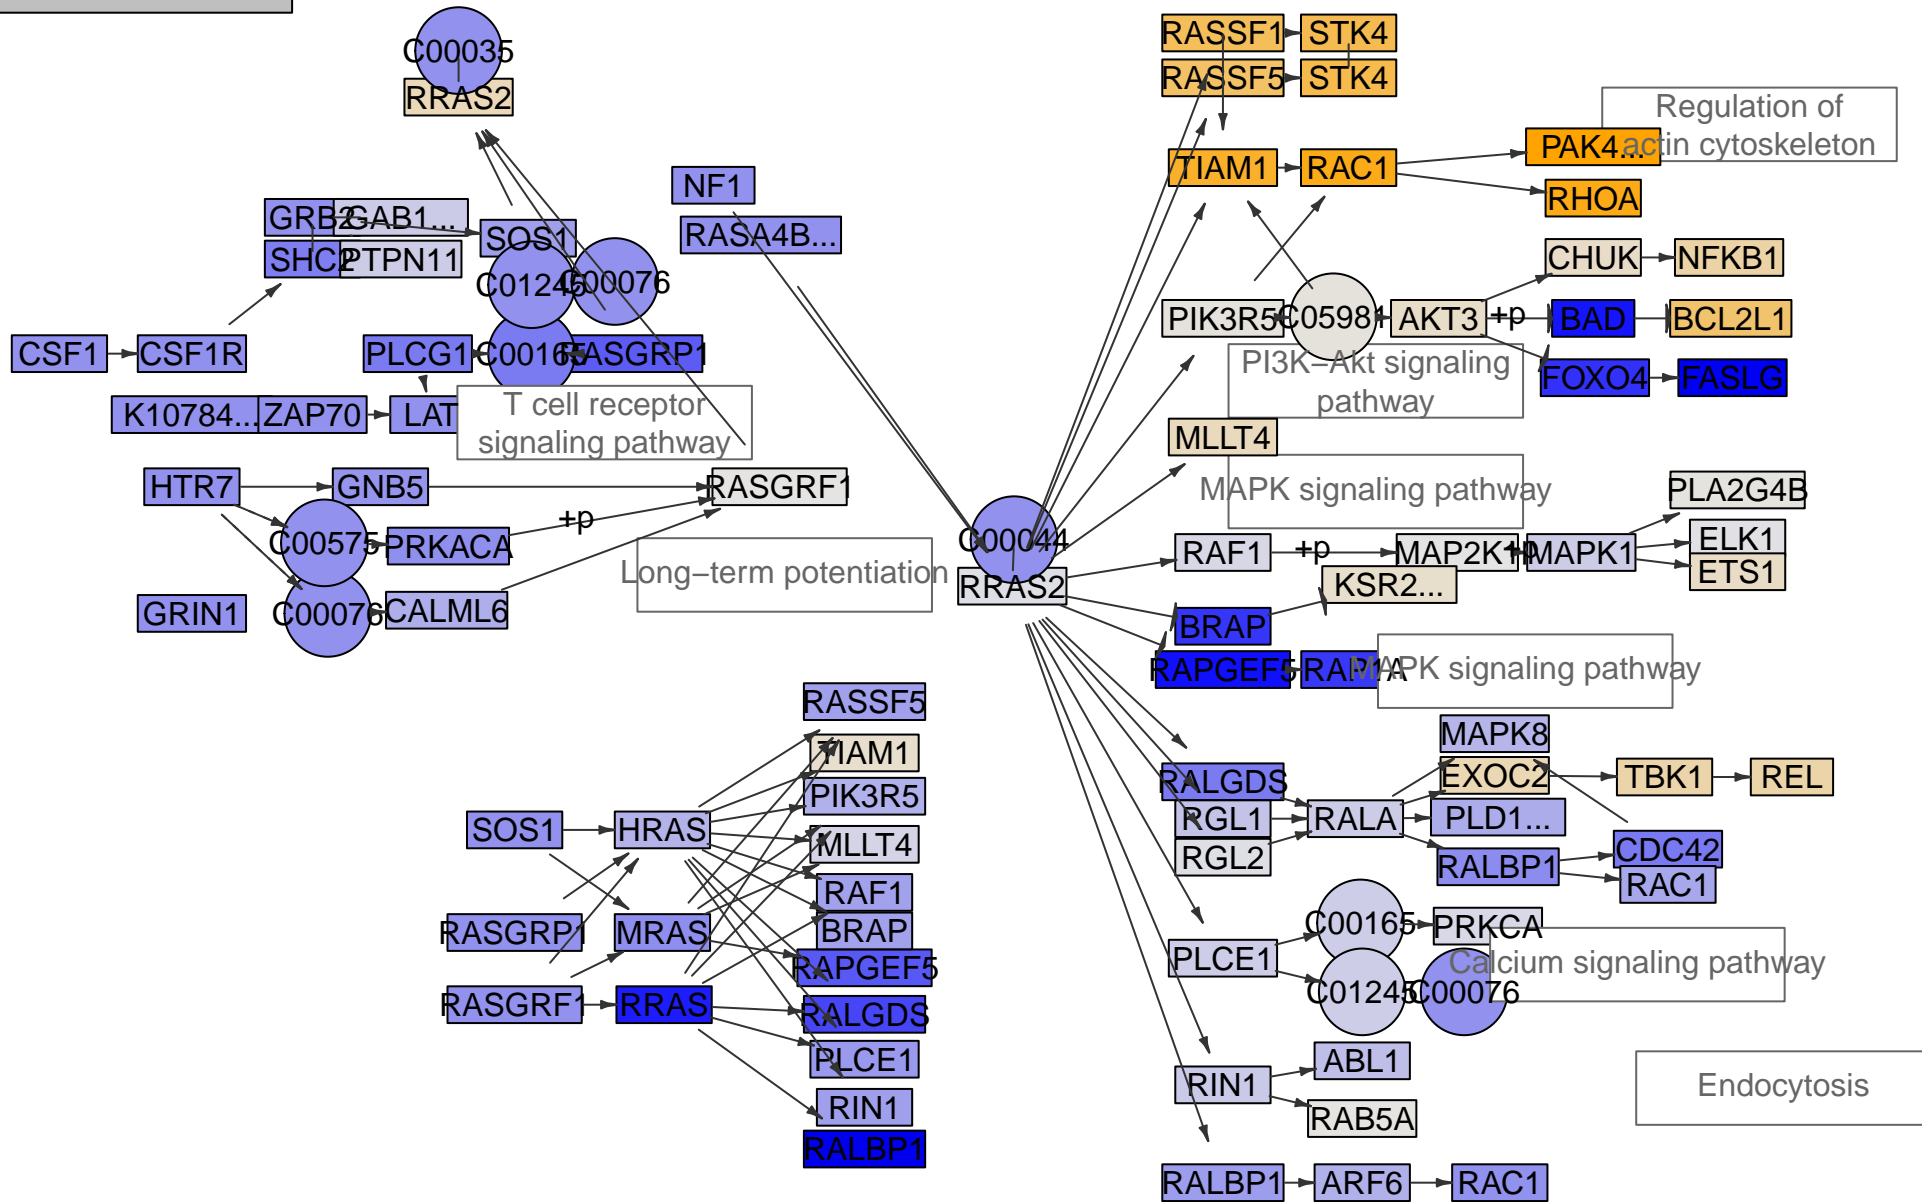 C00035
RRAS2
NF1
RASA4B...
GRB2
GAB1...
SOS1
SHC2
PTPN11
C01245
C00076
CSF1
CSF1R
PLCG1
C00165
RASGRP1
K10784...
ZAP70
LAT
T cell receptor
signaling pathway
HTR7
GNB5
RASGRF1
+p
C00575
PRKACA
Long−term potentiation
GRIN1
C00076
CALML6
C00044
RRAS2
RASSF1
STK4
RASSF5
STK4
Regulation of
actin cytoskeleton
PAK4...
TIAM1
RAC1
RHOA
CHUK
NFKB1
PIK3R5
C05981
AKT3
+p
BAD
BCL2L1
PI3K−Akt signaling
pathway
FOXO4
FASLG
MLLT4
MAPK signaling pathway
PLA2G4B
RAF1
+p
MAP2K1
+p
MAPK1
ELK1
ETS1
KSR2...
BRAP
RAPGEF5
RAP1A
MAPK signaling pathway
RASSF5
TIAM1
PIK3R5
SOS1
HRAS
MLLT4
RAF1
RASGRP1
MRAS
BRAP
RAPGEF5
RASGRF1
RRAS
RALGDS
PLCE1
RIN1
RALBP1
MAPK8
RALGDS
EXOC2
TBK1
REL
RGL1
RALA
PLD1...
RGL2
RALBP1
CDC42
RAC1
C00165
PRKCA
PLCE1
Calcium signaling pathway
C01245
C00076
RIN1
ABL1
RAB5A
Endocytosis
RALBP1
ARF6
RAC1